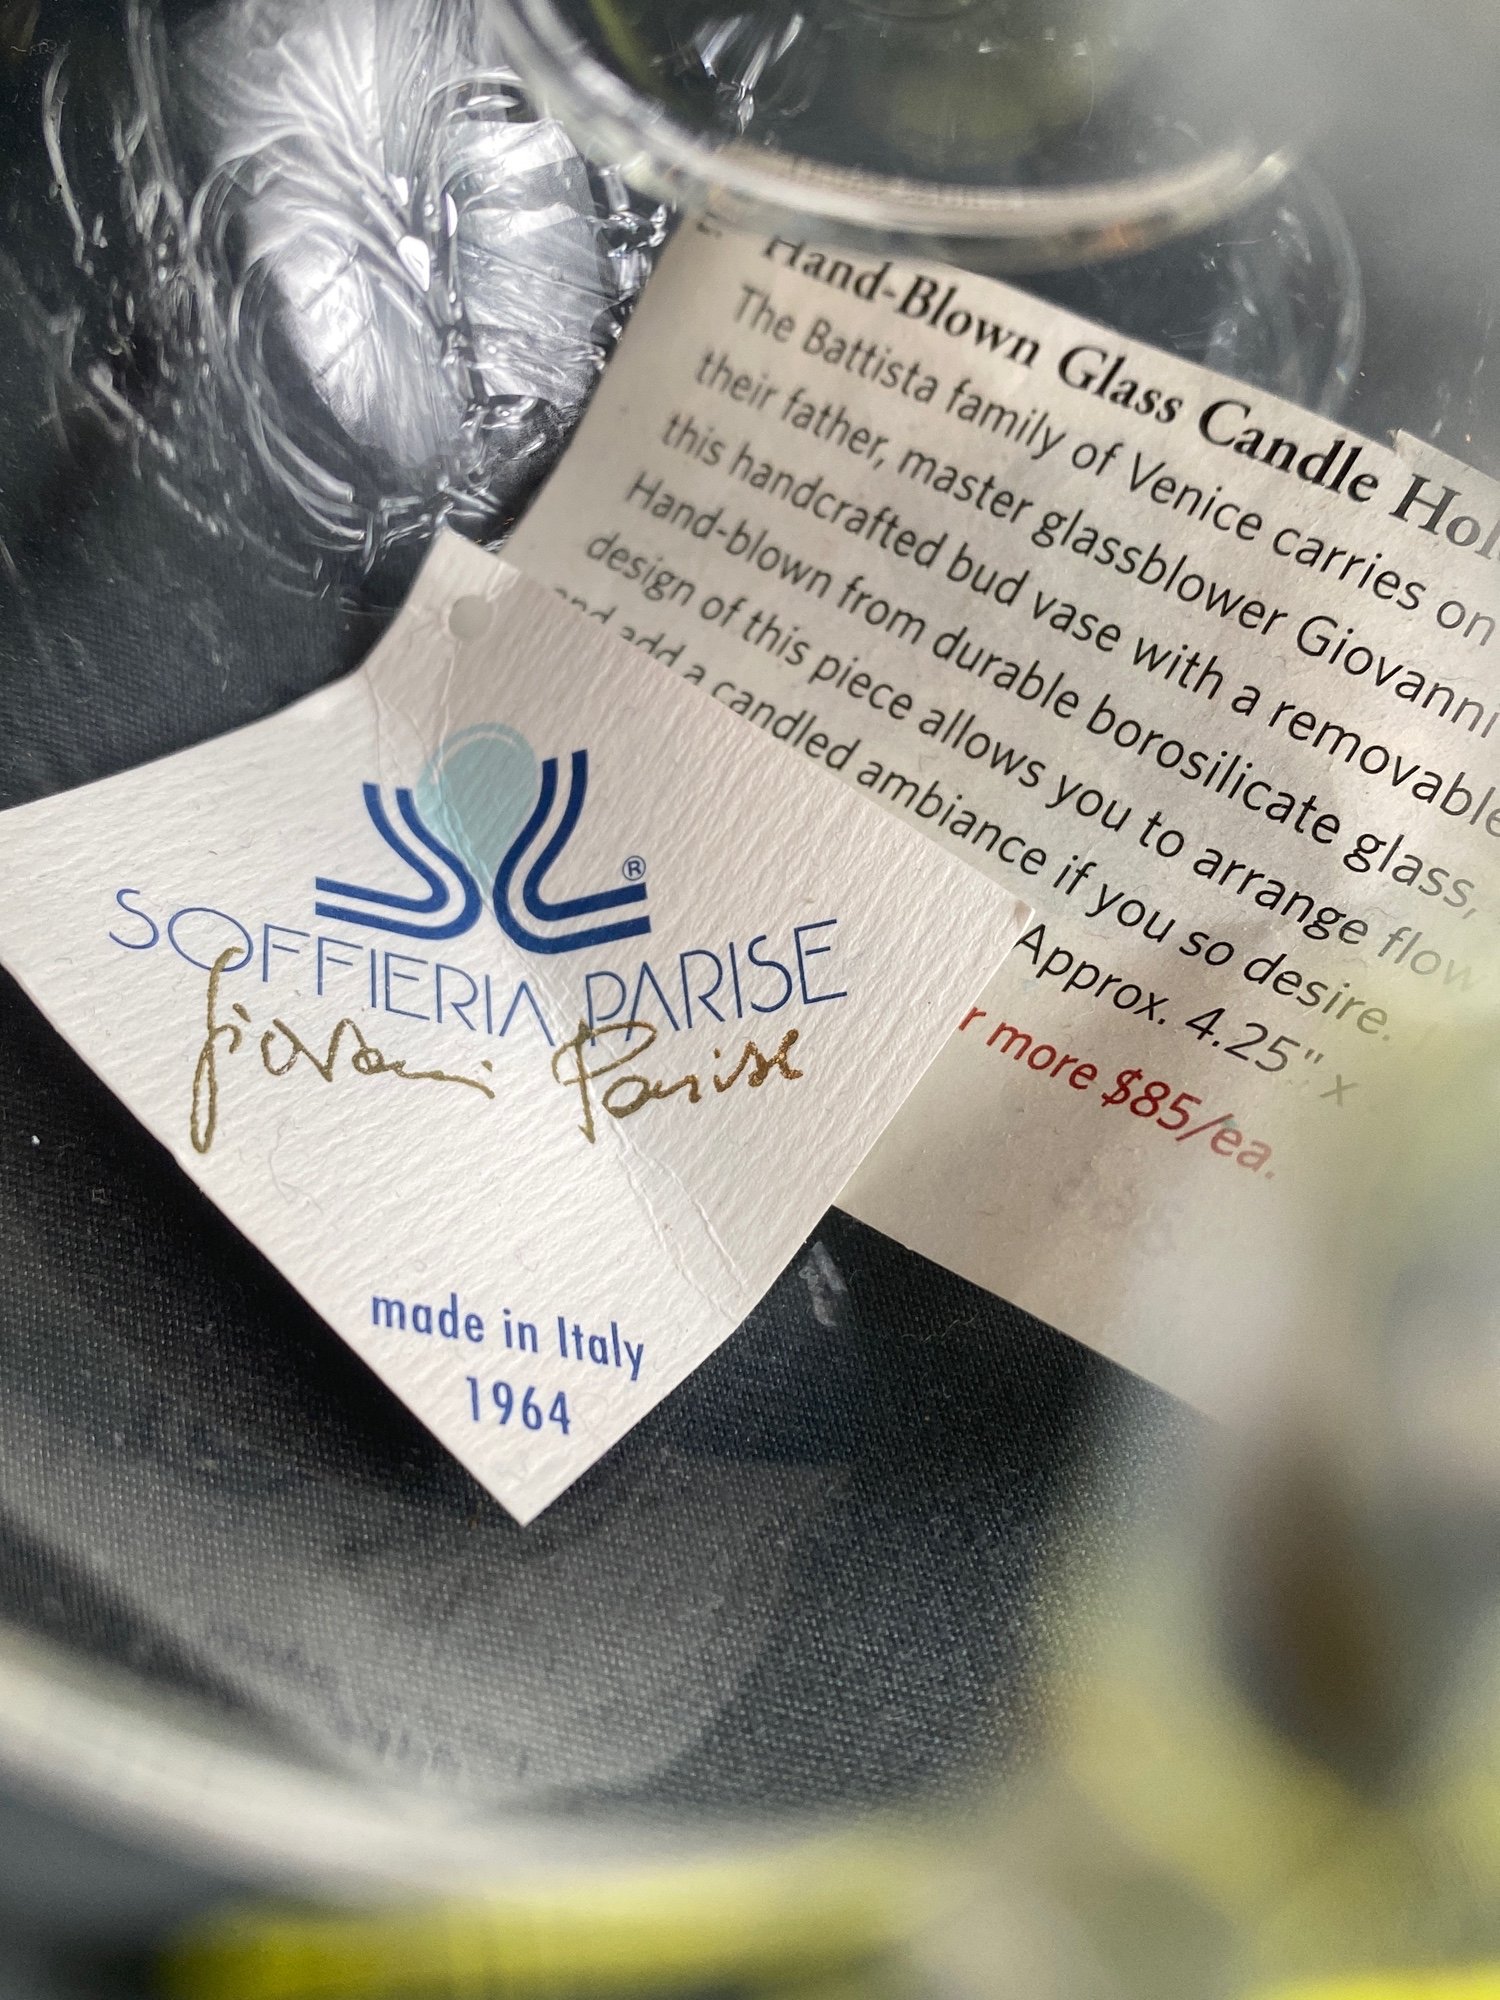 Hand-Blown Glass Candle
The Battista family of Venice carries on
their father, master glassblower Giovanni
this handcrafted bud vase with a removable
Hand-blown from durable borosilicate glass,
design of this piece allows you to arrange
and add a candled ambiance if you so desire.
Approx. 4.25" x
more $85/ea.
®
SOFFIERIA PARISE
Giovanni Parise
made in Italy
1964